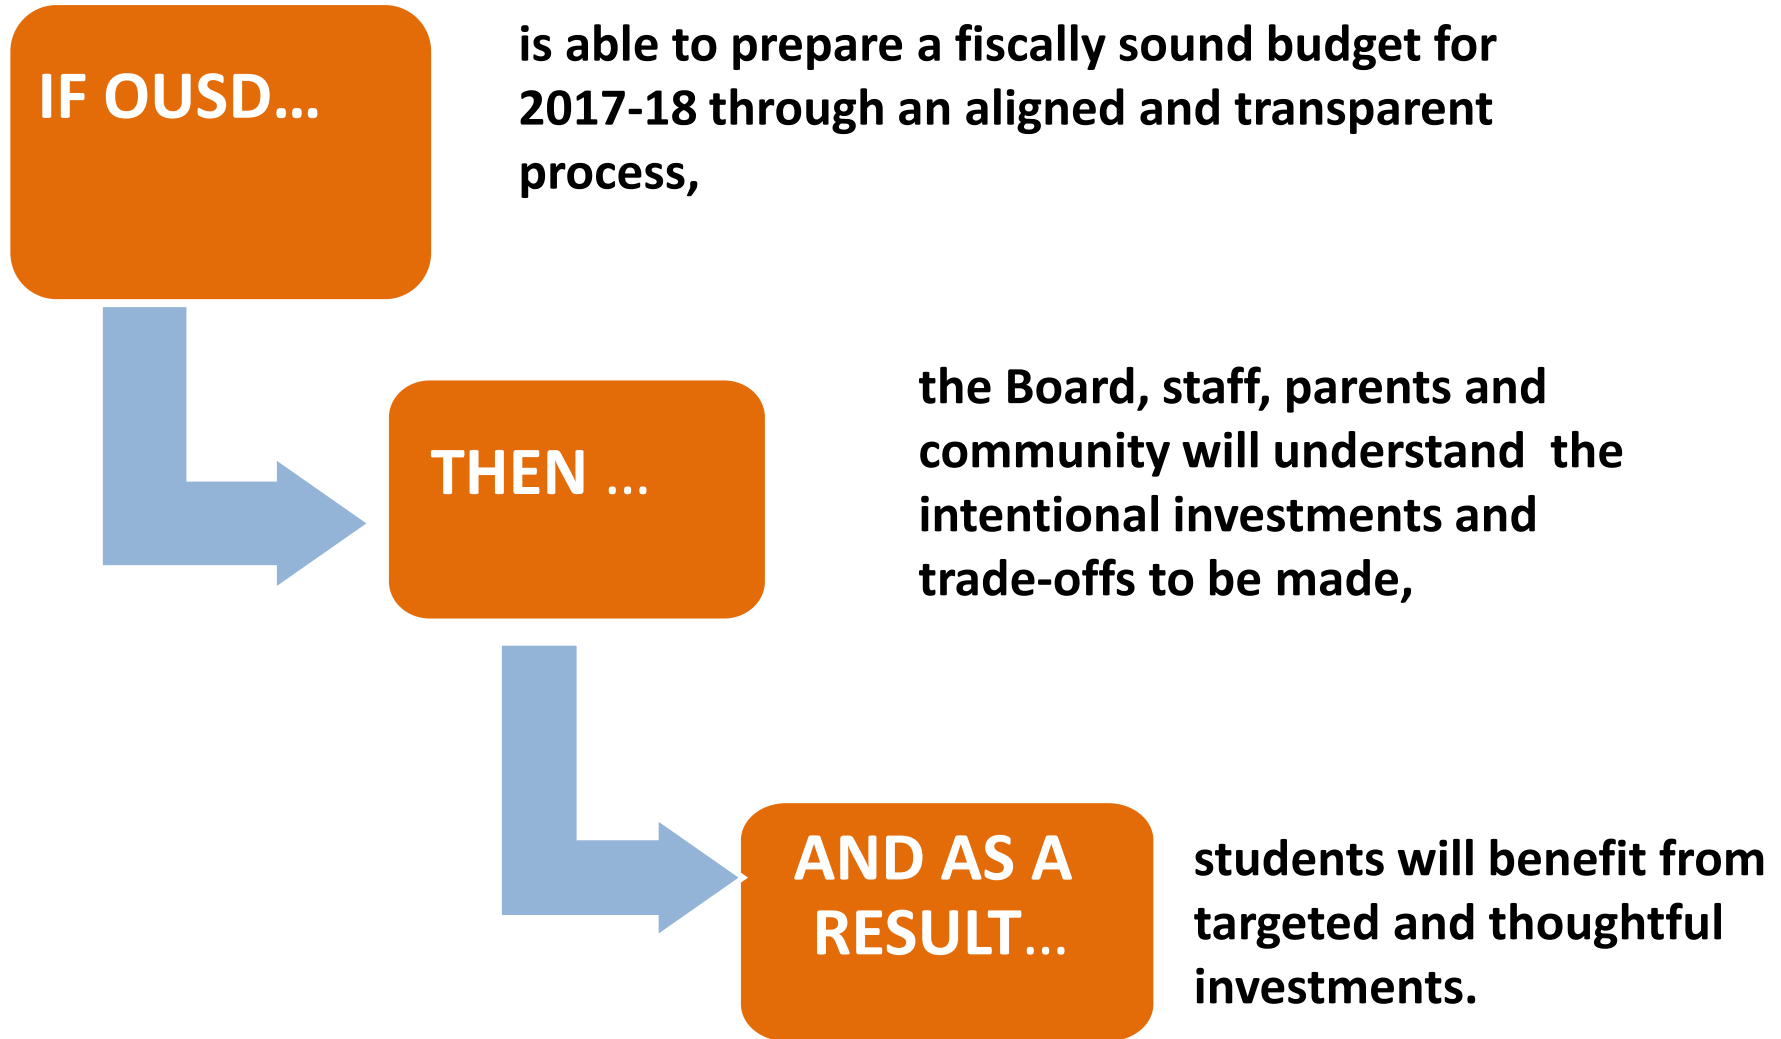 IF OUSD...
is able to prepare a fiscally sound budget for
2017-18 through an aligned and transparent
process,
THEN ...
the Board, staff, parents and
community will understand  the
intentional investments and
trade-offs to be made,
AND AS A
RESULT...
students will benefit from
targeted and thoughtful
investments.